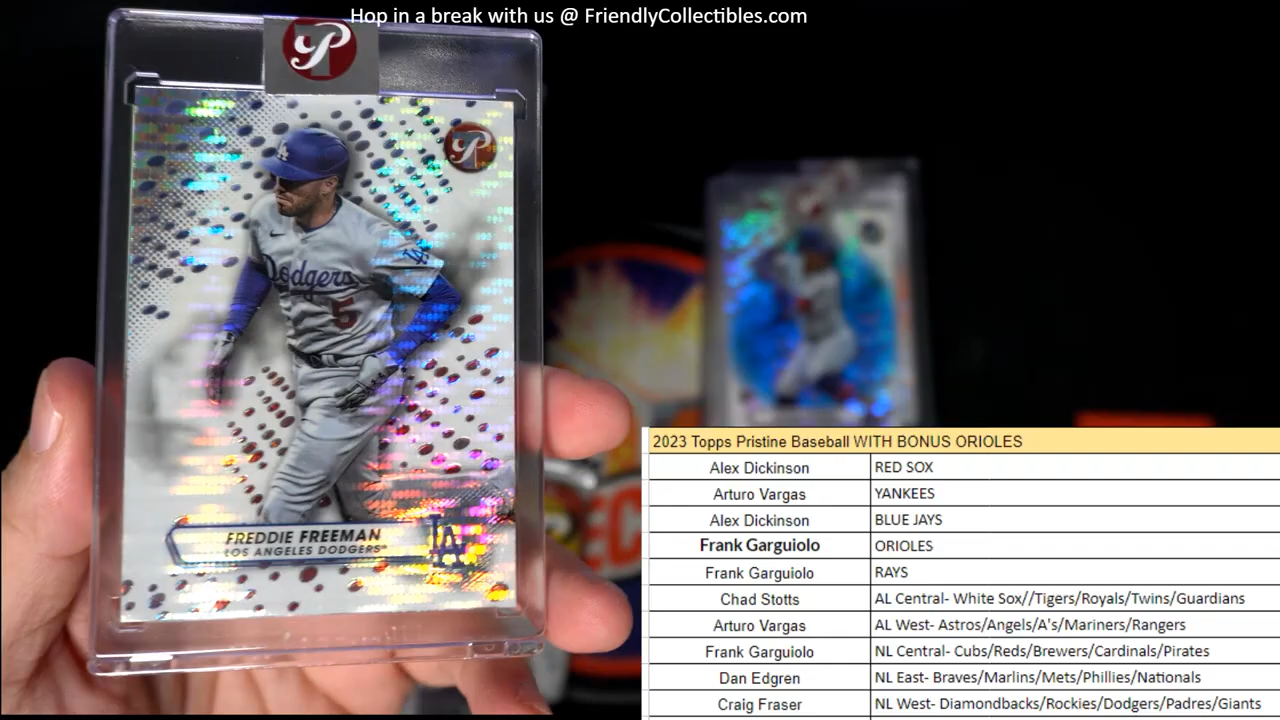 Hop in a break with us @ FriendlyCollectibles.com
P
P
LA
Dodgers
5
LA
FREDDIE FREEMAN
LOS ANGELES DODGERS
LA
2023 Topps Pristine Baseball WITH BONUS ORIOLES
Alex Dickinson RED SOX
Arturo Vargas YANKEES
Alex Dickinson BLUE JAYS
Frank Garguiolo ORIOLES
Frank Garguiolo RAYS
Chad Stotts AL Central- White Sox//Tigers/Royals/Twins/Guardians
Arturo Vargas AL West- Astros/Angels/A's/Mariners/Rangers
Frank Garguiolo NL Central- Cubs/Reds/Brewers/Cardinals/Pirates
Dan Edgren NL East- Braves/Marlins/Mets/Phillies/Nationals
Craig Fraser NL West- Diamondbacks/Rockies/Dodgers/Padres/Giants